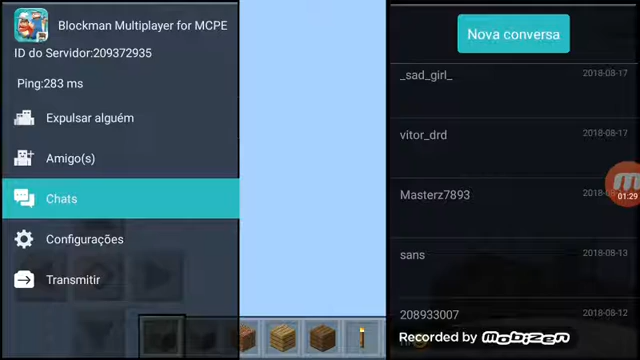 Blockman Multiplayer for MCPE
ID do Servidor:209372935
Ping:283 ms
Expulsar alguém
Amigo(s)
Chats
Configurações
Transmitir
Nova conversa
_sad_girl_ 2018-08-17
vitor_drd 2018-08-17
Masterz7893 2018-08-
01:29
sans 2018-08-13
208933007 2018-08-12
Recorded by MOBIZEN